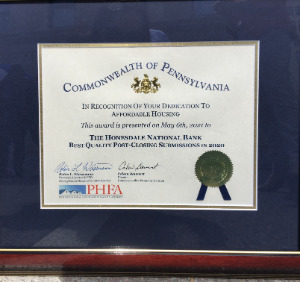 COMMONWEALTH OF PENNSYLVANIA
IN RECOGNITION OF YOUR DEDICATION TO
AFFORDABLE HOUSING
This award is presented on May 6th, 2021 to
THE HONESDALE NATIONAL BANK
BEST QUALITY POST-CLOSING SUBMISSIONS IN 2020
PHFA